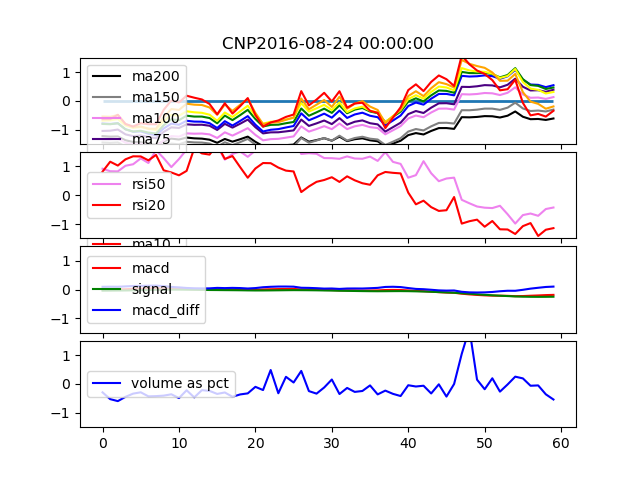 CNP2016-08-24 00:00:00
1
0
−1
ma200
ma150
ma100
ma75
1
0
−1
rsi50
rsi20
ma10
1
0
−1
macd
signal
macd_diff
1
0
−1
volume as pct
0 10 20 30 40 50 60